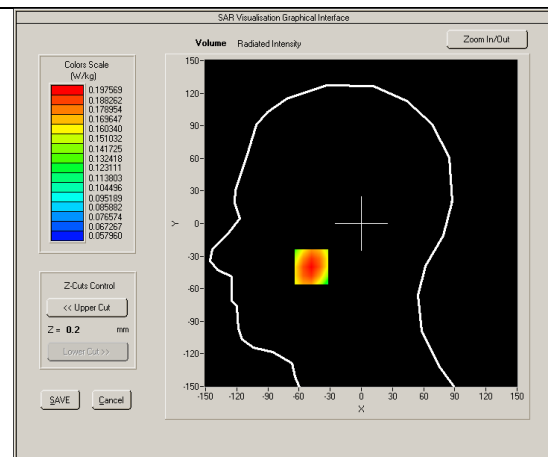 SAR Visualisation Graphical Interface
Volume Radiated Intensity
Zoom In/Out
Colors Scale
(W/kg)
0.197569
0.188262
0.178954
0.169647
0.160340
0.151032
0.141725
0.132418
0.123111
0.113803
0.104496
0.095189
0.085882
0.076574
0.067267
0.057960
Z-Cuts Control
<< Upper Cut
Z = 0.2 mm
Lower Cut >>
SAVE Cancel
150
120
90
60
30
0
-30
-60
-90
-120
-150
Y
-150 -120 -90 -60 -30 0 30 60 90 120 150
X